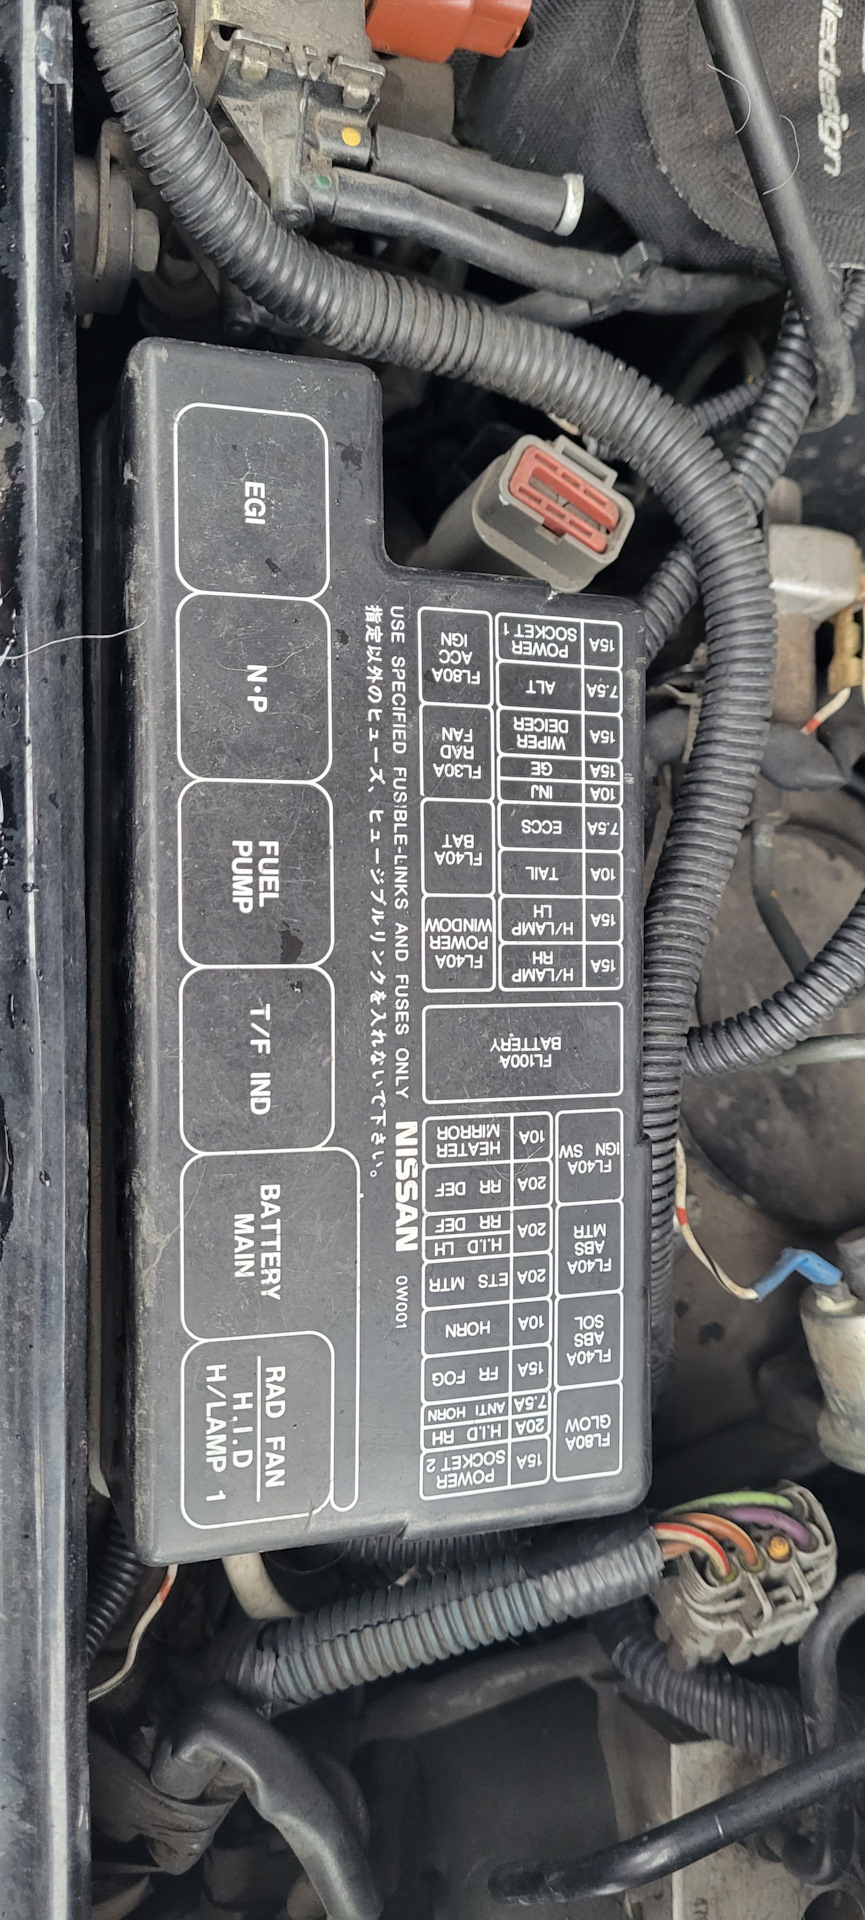 EGI
N•P
FUEL
PUMP
T/F IND
BATTERY
MAIN
RAD FAN
H.I.D
H/LAMP 1
USE SPECIFIED FUSIBLE-LINKS AND FUSES ONLY
指定以外のヒューズ、ヒュージブルリンクを入れないで下さい。
NISSAN
0W001
FL80A
ACC
IGN
FL30A
RAD
FAN
FL40A
BAT
FL40A
POWER
WINDOW
15A
POWER
SOCKET 1
7.5A
ALT
15A
WIPER
DEICER
15A
GE
10A
INJ
7.5A
ECCS
10A
TAIL
15A
H/LAMP
LH
15A
H/LAMP
RH
FL100A
BATTERY
10A
HEATER
MIRROR
20A
RR DEF
20A
RR DEF
H.I.D LH
20A
ETS MTR
10A
HORN
15A
FR FOG
7.5A
ANTI HORN
20A
H.I.D RH
15A
POWER
SOCKET 2
FL40A
IGN SW
FL40A
ABS
MTR
FL40A
ABS
SOL
FL80A
GLOW